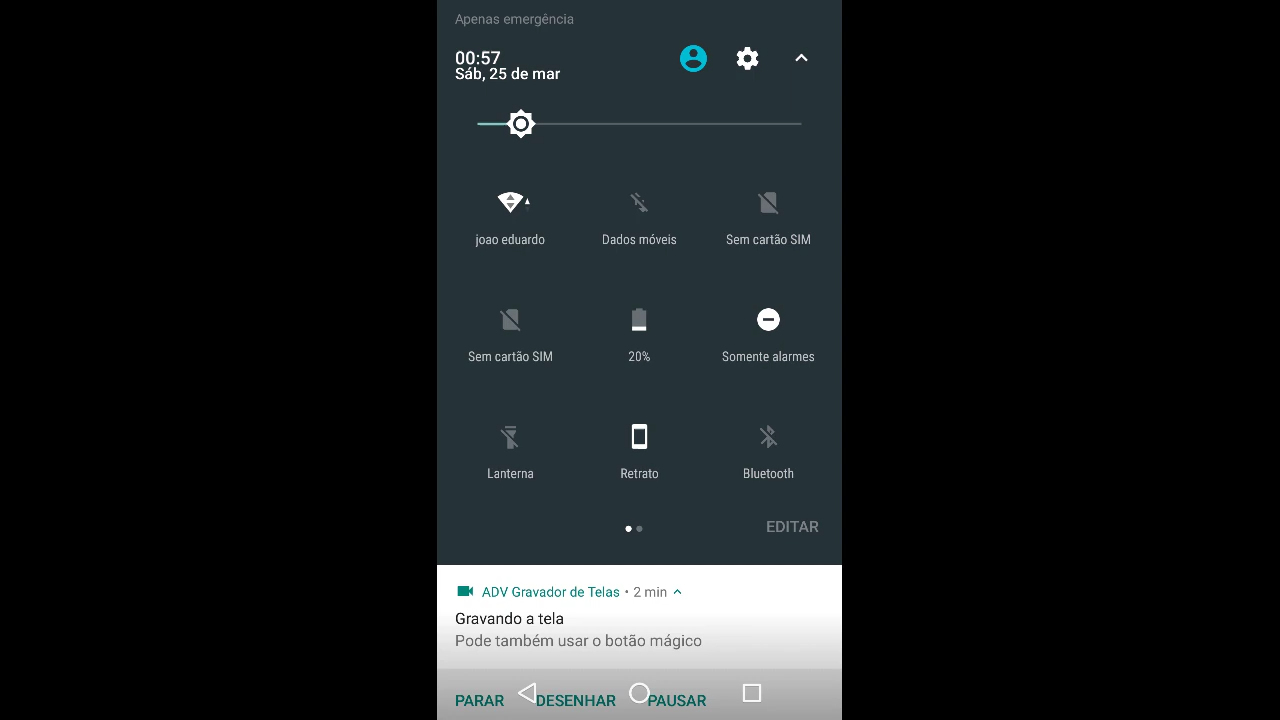 Apenas emergência
00:57
Sáb, 25 de mar
joao eduardo
Dados móveis
Sem cartão SIM
Sem cartão SIM
20%
Somente alarmes
Lanterna
Retrato
Bluetooth
EDITAR
ADV Gravador de Telas • 2 min
Gravando a tela
Pode também usar o botão mágico
PARAR DESENHAR PAUSAR